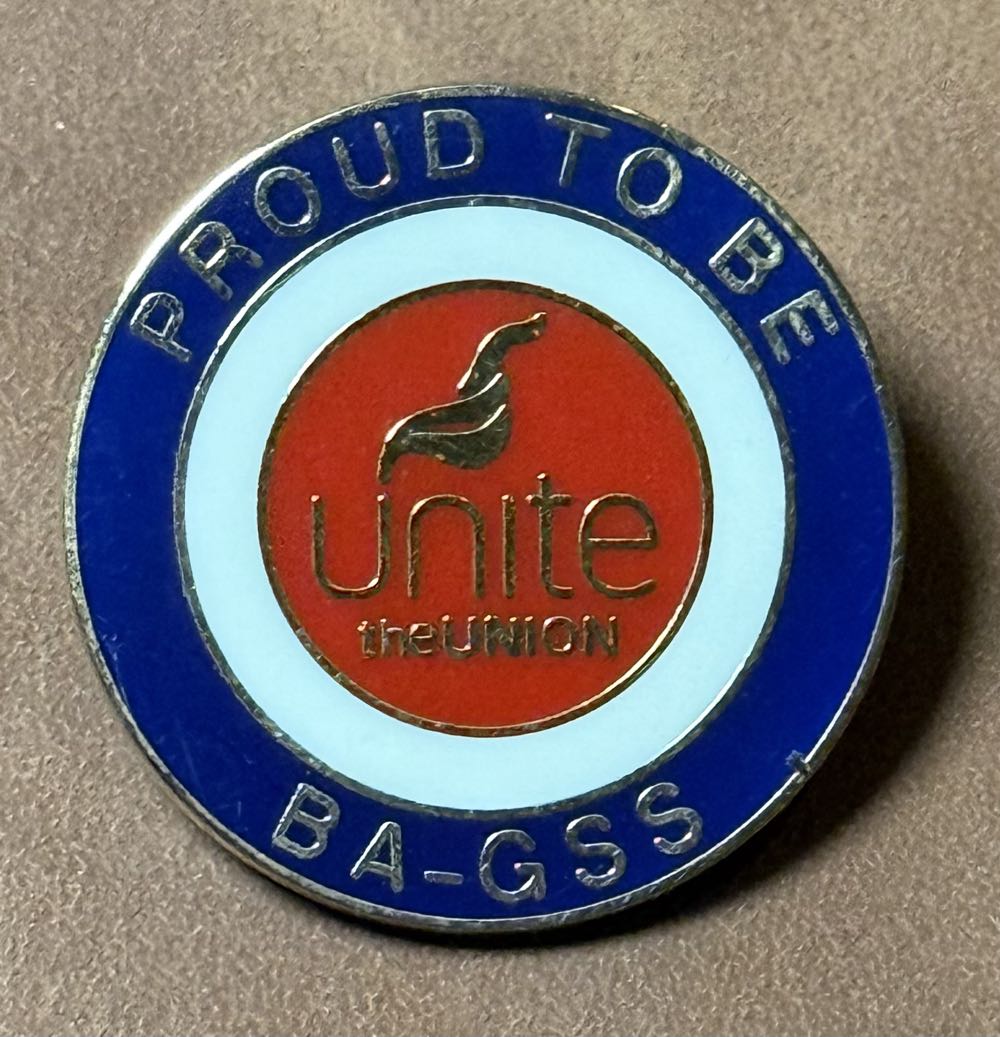 PROUD TO BE
unite
theUNION
BA-GSS